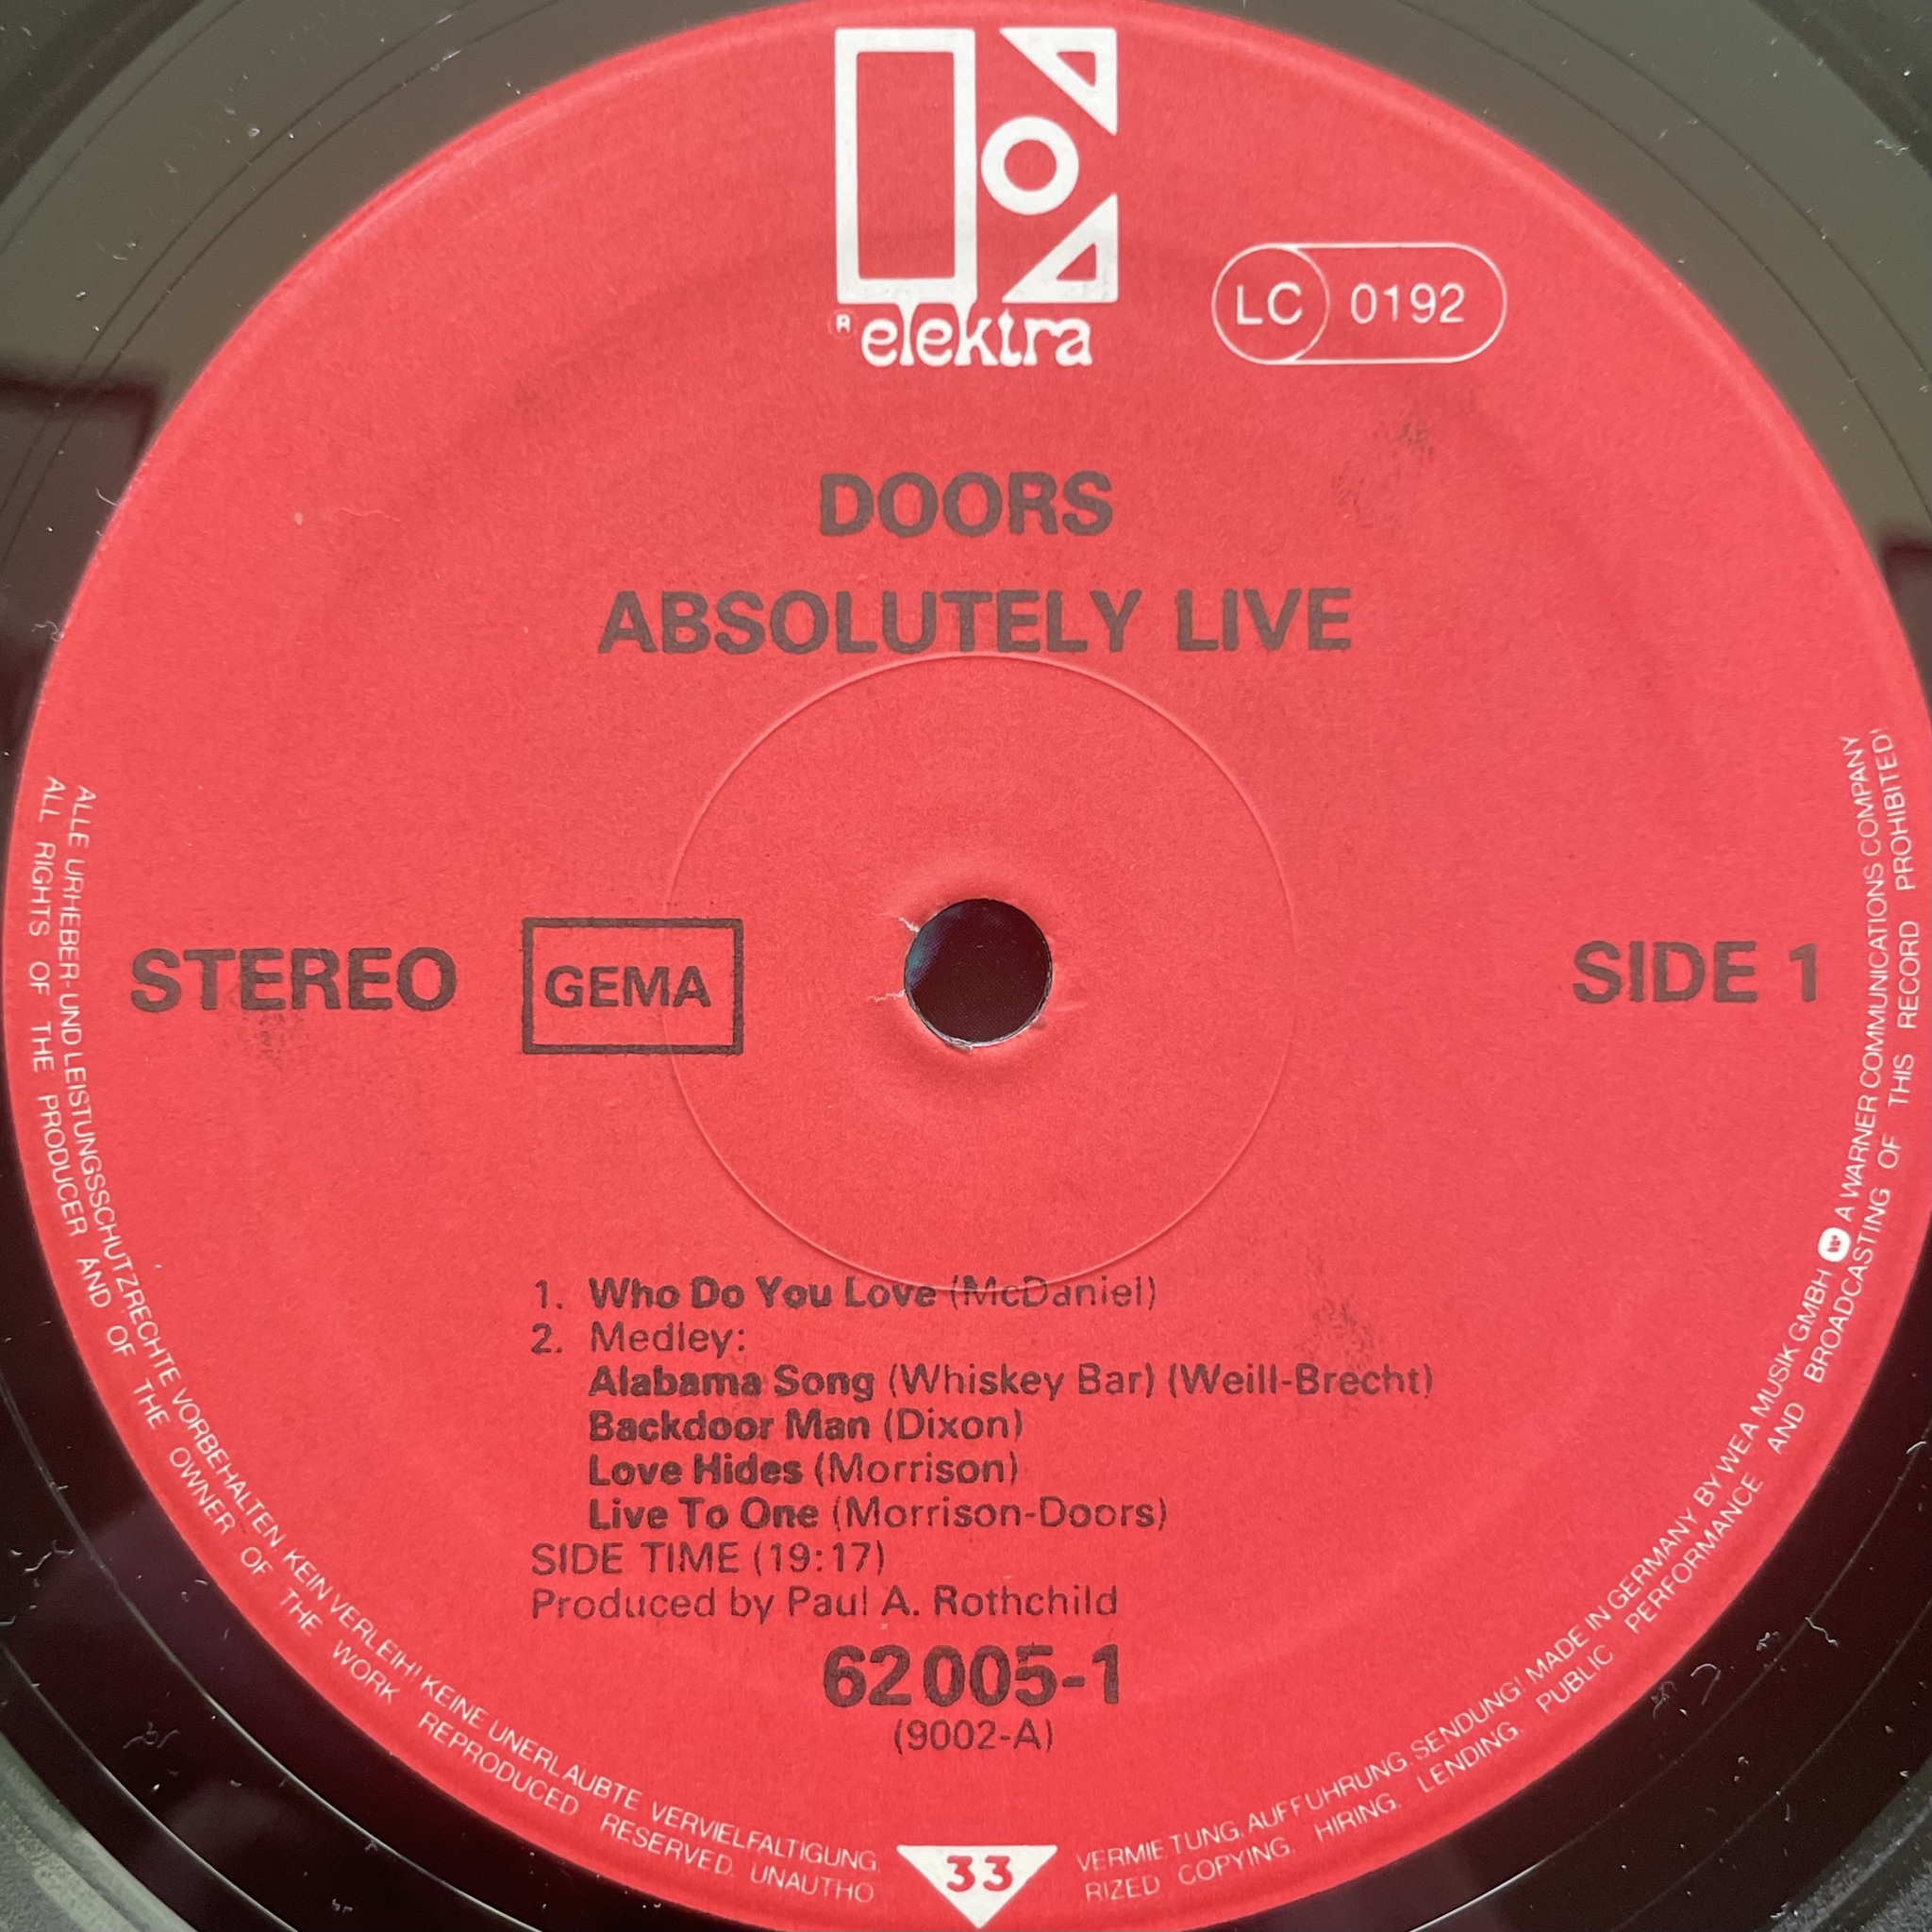 ® elektra
LC 0192
DOORS
ABSOLUTELY LIVE
STEREO
GEMA
SIDE 1
1. Who Do You Love (McDaniel)
2. Medley:
Alabama Song (Whiskey Bar) (Weill-Brecht)
Backdoor Man (Dixon)
Love Hides (Morrison)
Live To One (Morrison-Doors)
SIDE TIME (19:17)
Produced by Paul A. Rothchild
62 005-1
(9002-A)
33
ALLE URHEBER- UND LEISTUNGSSCHUTZRECHTE VORBEHALTEN KEIN VERLEIH! KEINE UNERLAUBTE VERVIELFALTIGUNG, VERMIETUNG, AUFFUHRUNG, SENDUNG! MADE IN GERMANY BY WEA MUSIK GMBH A WARNER COMMUNICATIONS COMPANY
ALL RIGHTS OF THE PRODUCER AND OF THE OWNER OF THE WORK REPRODUCED RESERVED. UNAUTHORIZED COPYING, HIRING, LENDING, PUBLIC PERFORMANCE AND BROADCASTING OF THIS RECORD PROHIBITED!